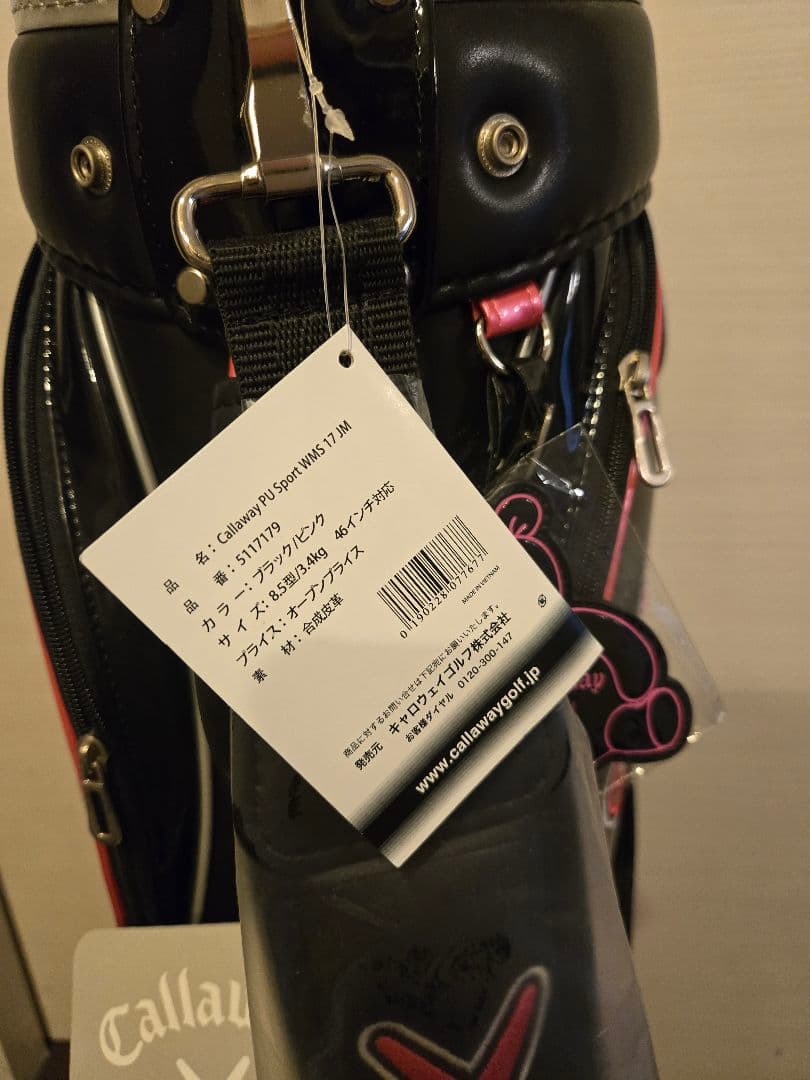 品　名：Callaway PU Sport WMS 17 JM
品　番：5117179
カ ラ ー：ブラック/ピンク
サ イ ズ：8.5型/3.4kg　46インチ対応
プライス：オープンプライス
素　材：合成皮革
0190228077677
MADE IN VIETNAM
商品に対するお問い合せは下記宛にお願いいたします。
発売元　キャロウェイゴルフ株式会社
お客様ダイヤル　0120-300-147
www.callawaygolf.jp